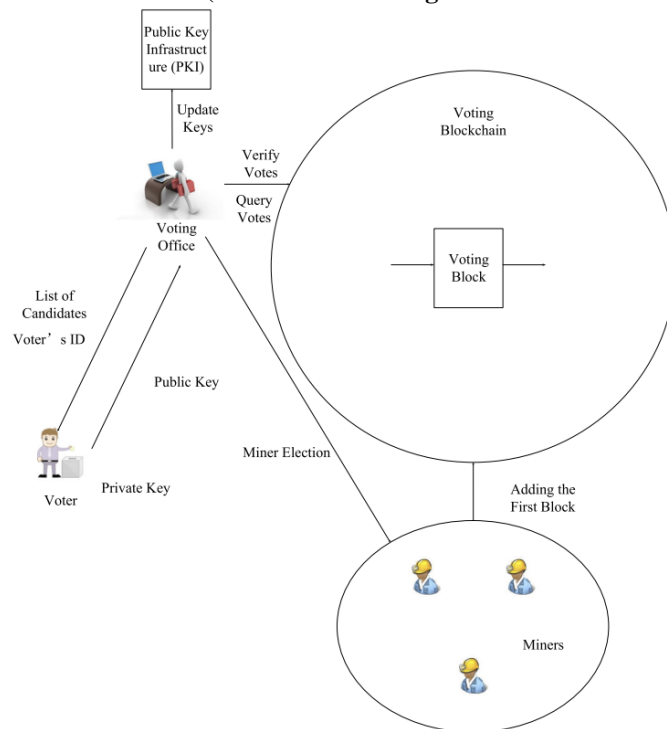 Public Key
Infrastruct
ure (PKI)
Update
Keys
Voting
Blockchain
Verify
Votes
Query
Votes
Voting
Office
Voting
Block
List of
Candidates
Voter’s ID
Public Key
Miner Election
Private Key
Voter
Adding the
First Block
Miners